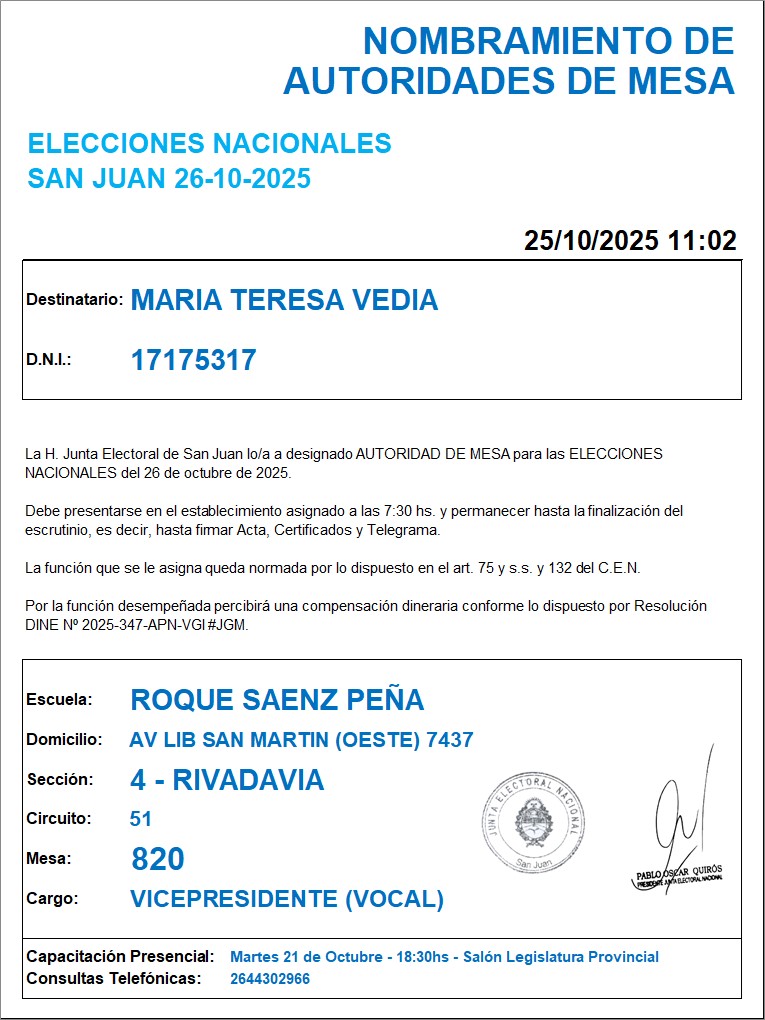 NOMBRAMIENTO DE
AUTORIDADES DE MESA
ELECCIONES NACIONALES
SAN JUAN 26-10-2025
25/10/2025 11:02
Destinatario: MARIA TERESA VEDIA
D.N.I.: 17175317
La H. Junta Electoral de San Juan lo/a a designado AUTORIDAD DE MESA para las ELECCIONES
NACIONALES del 26 de octubre de 2025.
Debe presentarse en el establecimiento asignado a las 7:30 hs. y permanecer hasta la finalización del
escrutinio, es decir, hasta firmar Acta, Certificados y Telegrama.
La función que se le asigna queda normada por lo dispuesto en el art. 75 y s.s. y 132 del C.E.N.
Por la función desempeñada percibirá una compensación dineraria conforme lo dispuesto por Resolución
DINE Nº 2025-347-APN-VGI #JGM.
Escuela: ROQUE SAENZ PEÑA
Domicilio: AV LIB SAN MARTIN (OESTE) 7437
Sección: 4 - RIVADAVIA
Circuito: 51
Mesa: 820
Cargo: VICEPRESIDENTE (VOCAL)
JUNTA ELECTORAL NACIONAL
San Juan
PABLO OSCAR QUIRÓS
PRESIDENTE JUNTA ELECTORAL NACIONAL
Capacitación Presencial: Martes 21 de Octubre - 18:30hs - Salón Legislatura Provincial
Consultas Telefónicas: 2644302966